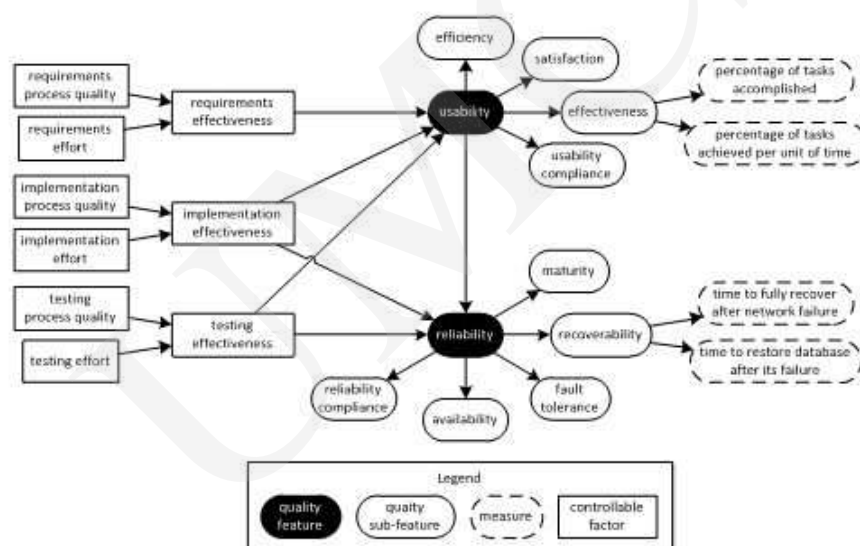 efficiency
satisfaction
requirements
process quality
percentage of tasks
accomplished
requirements
effectiveness
usability
effectiveness
requirements
effort
percentage of tasks
achieved per unit of time
usability
compliance
implementation
process quality
implementation
effectiveness
implementation
effort
maturity
testing
process quality
time to fully recover
after network failure
testing
effectiveness
reliability
recoverability
testing effort
time to restore database
after its failure
reliability
compliance
fault
tolerance
availability
Legend
quality
feature
quaity
sub-feature
measure
controllable
factor